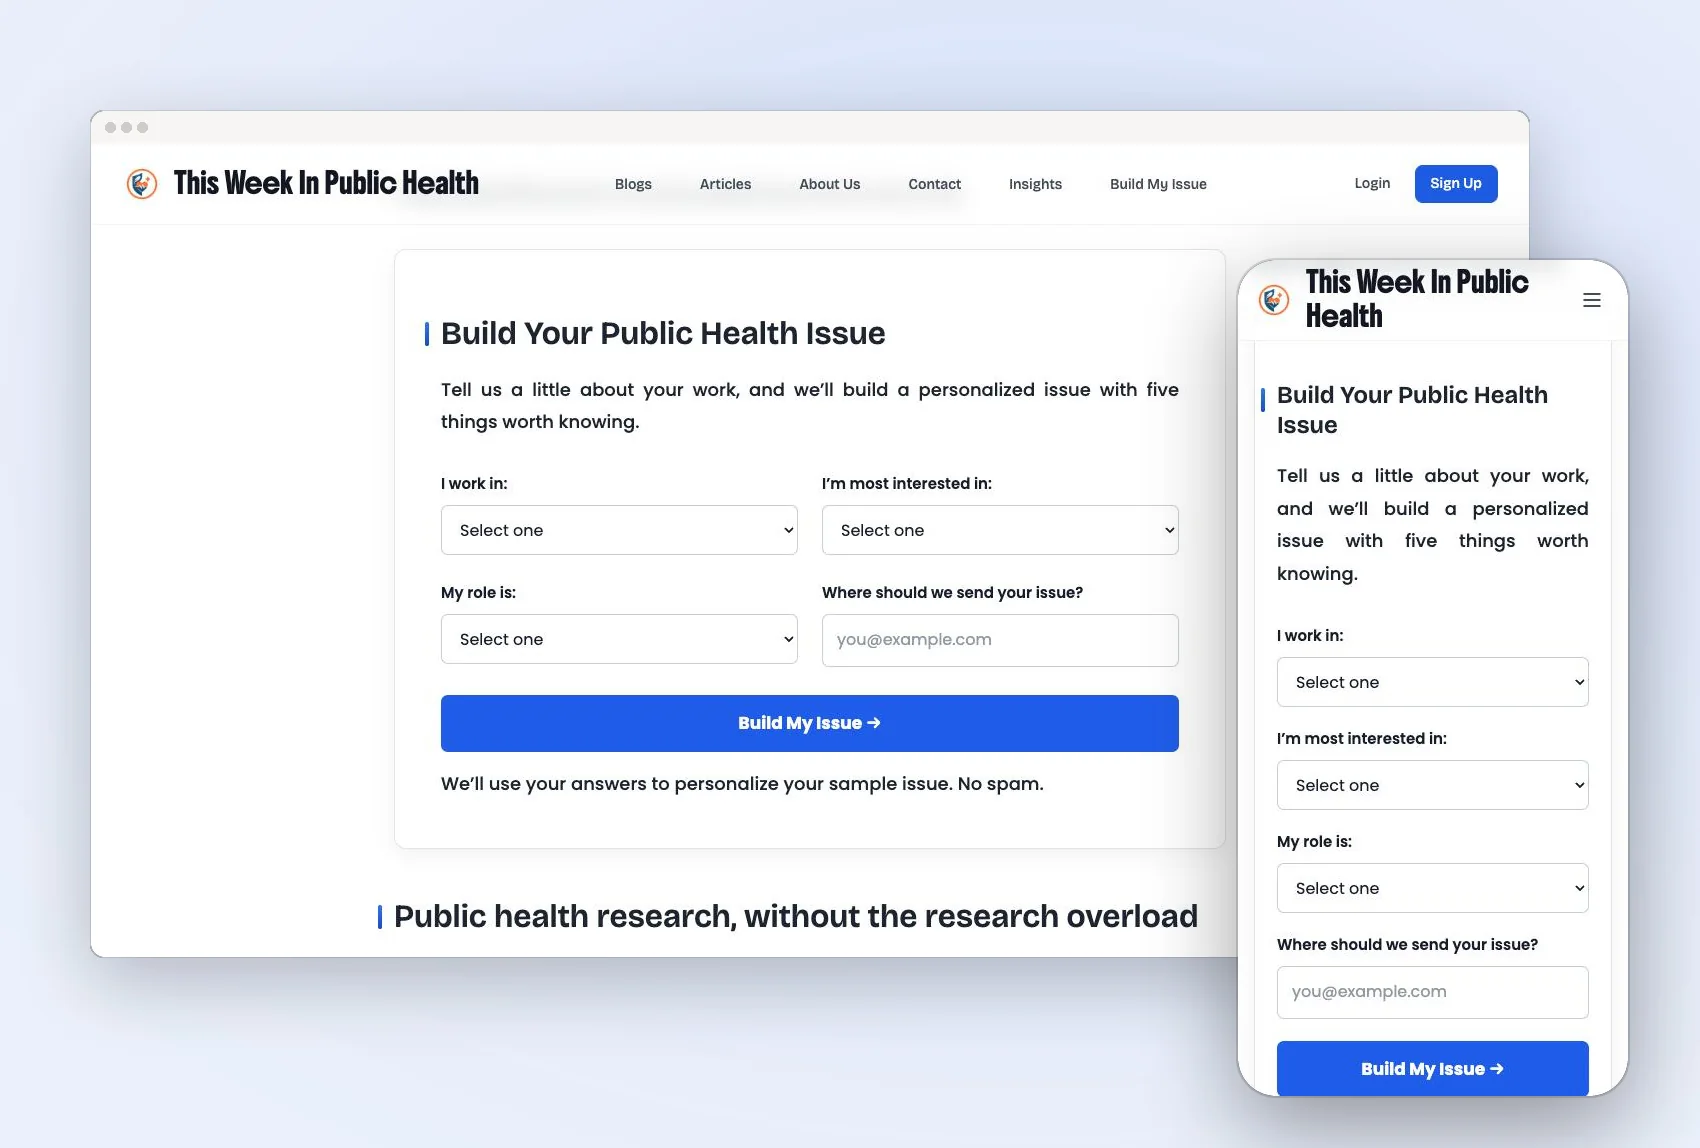 This Week In Public Health
Blogs
Articles
About Us
Contact
Insights
Build My Issue
Login
Sign Up
Build Your Public Health Issue
Tell us a little about your work, and we’ll build a personalized issue with five
things worth knowing.
I work in:
I’m most interested in:
Select one
Select one
My role is:
Where should we send your issue?
Select one
you@example.com
Build My Issue →
We’ll use your answers to personalize your sample issue. No spam.
Public health research, without the research overload
This Week In Public
Health
Build Your Public Health
Issue
Tell us a little about your work,
and we’ll build a personalized
issue with five things worth
knowing.
I work in:
Select one
I’m most interested in:
Select one
My role is:
Select one
Where should we send your issue?
you@example.com
Build My Issue →